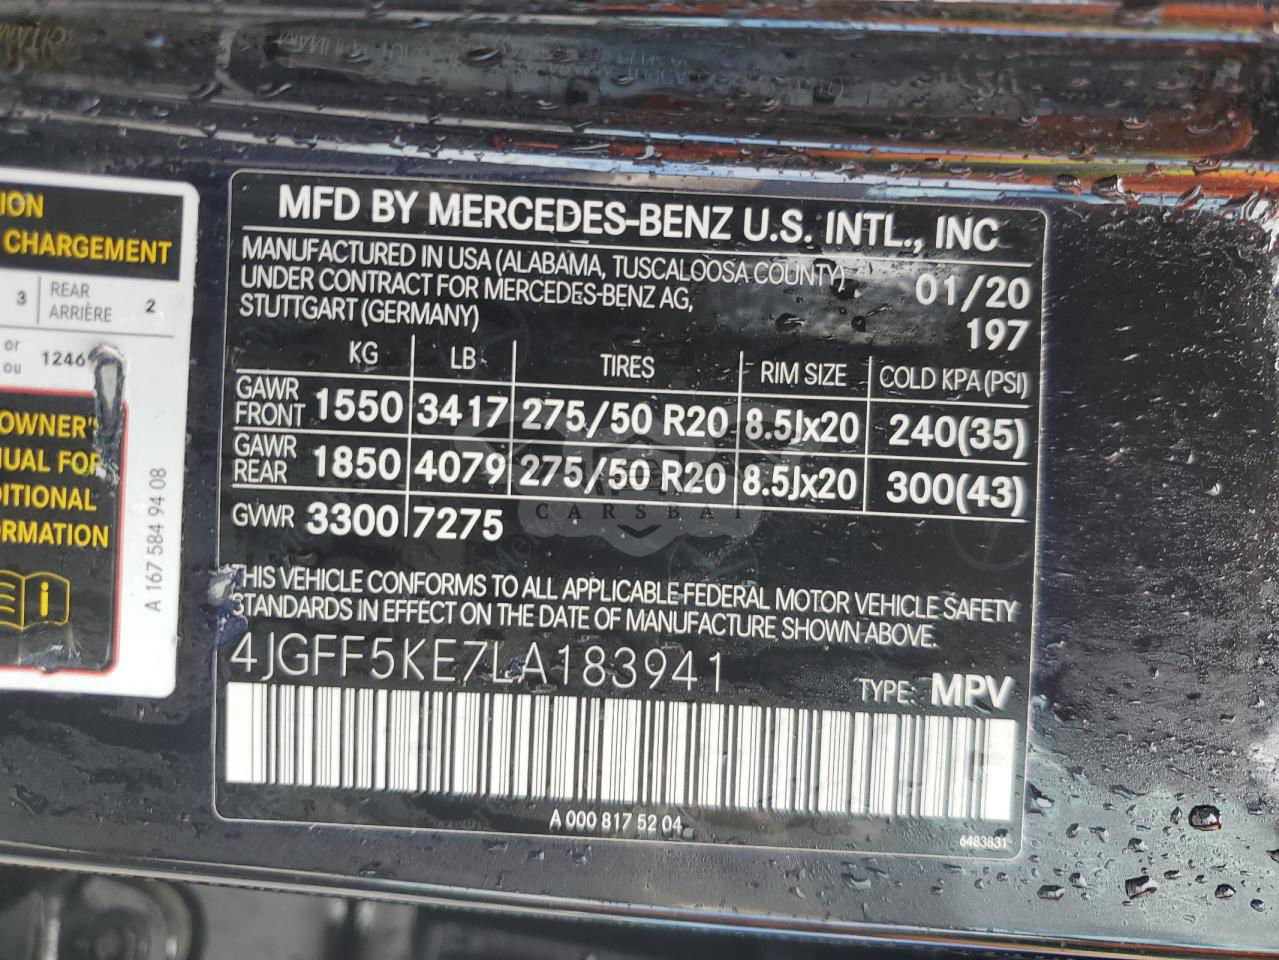 ION
CHARGEMENT
3 REAR ARRIÈRE 2
or
ou 1246
OWNER'S
UAL FOR
DITIONAL
ORMATION
i
A 167 584 94 08
MFD BY MERCEDES-BENZ U.S. INTL., INC
MANUFACTURED IN USA (ALABAMA, TUSCALOOSA COUNTY)
UNDER CONTRACT FOR MERCEDES-BENZ AG,
STUTTGART (GERMANY)
01/20
197
KG LB TIRES RIM SIZE COLD KPA (PSI)
GAWR FRONT 1550 3417 275/50 R20 8.5Jx20 240(35)
GAWR REAR 1850 4079 275/50 R20 8.5Jx20 300(43)
GVWR 3300 7275
CARSBAT
THIS VEHICLE CONFORMS TO ALL APPLICABLE FEDERAL MOTOR VEHICLE SAFETY
STANDARDS IN EFFECT ON THE DATE OF MANUFACTURE SHOWN ABOVE.
4JGFF5KE7LA183941
TYPE: MPV
A 000 817 52 04
6483831